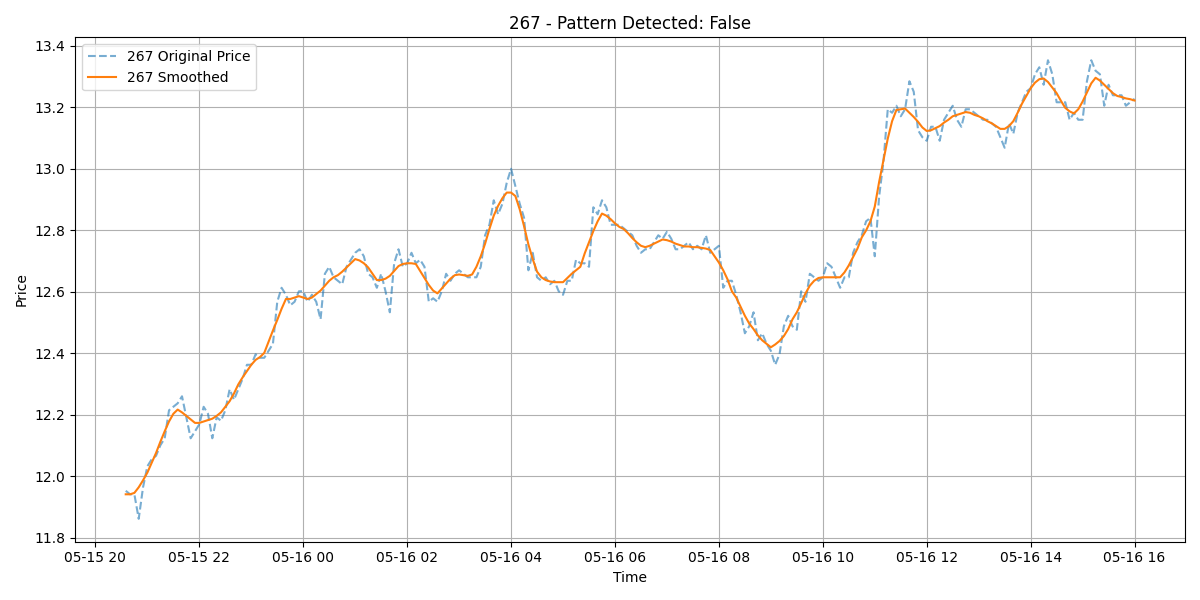 267 - Pattern Detected: False
267 Original Price
267 Smoothed
Price
13.4
13.2
13.0
12.8
12.6
12.4
12.2
12.0
11.8
05-15 20 05-15 22 05-16 00 05-16 02 05-16 04 05-16 06 05-16 08 05-16 10 05-16 12 05-16 14 05-16 16
Time